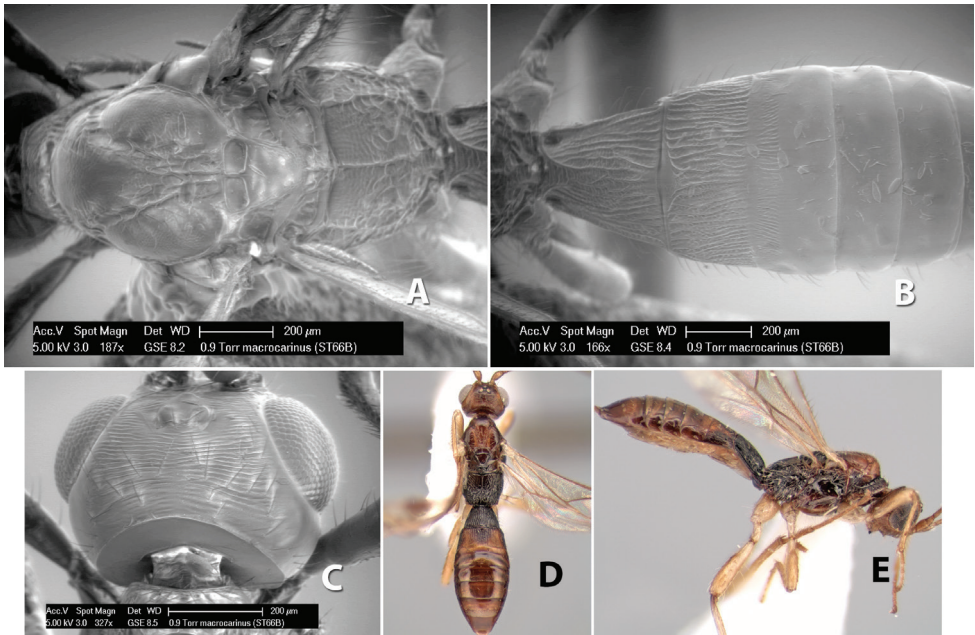 A
Acc.V Spot Magn Det WD 200 µm
5.00 kV 3.0 187x GSE 8.2 0.9 Torr macrocarinus (ST66B)
B
Acc.V Spot Magn Det WD 200 µm
5.00 kV 3.0 166x GSE 8.4 0.9 Torr macrocarinus (ST66B)
C
Acc.V Spot Magn Det WD 200 µm
5.00 kV 3.0 327x GSE 8.5 0.9 Torr macrocarinus (ST66B)
D
E